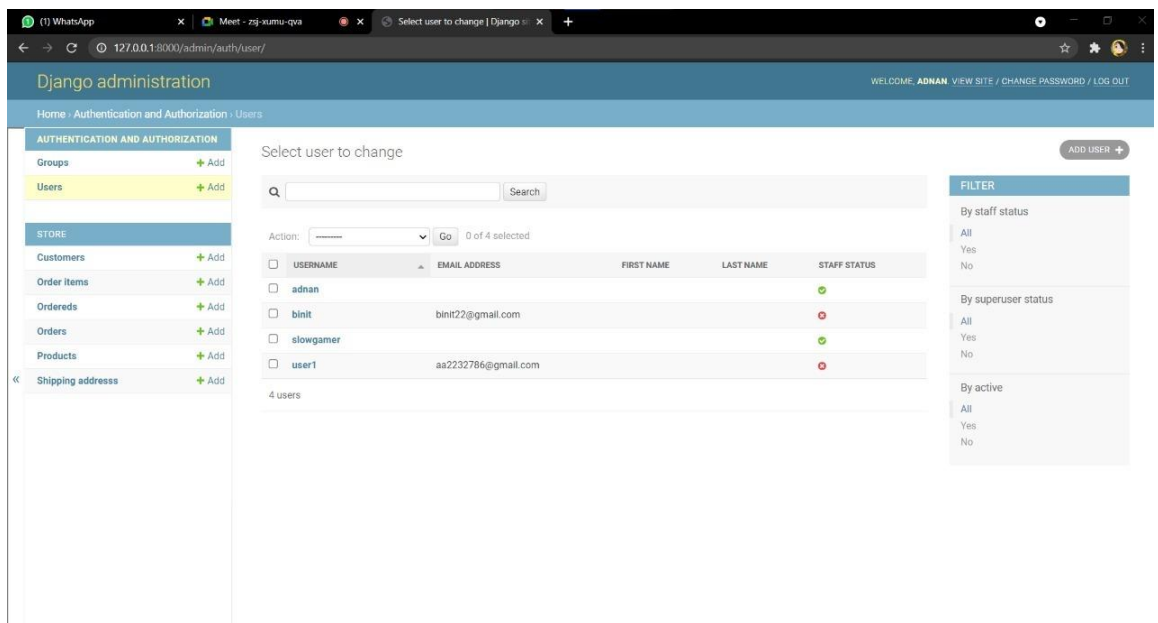 (1) WhatsApp
Meet - zsj-xumu-qva
Select user to change | Django si
127.0.0.1:8000/admin/auth/user/
Django administration
WELCOME, ADNAN. VIEW SITE / CHANGE PASSWORD / LOG OUT
Home › Authentication and Authorization › Users
AUTHENTICATION AND AUTHORIZATION
Groups + Add
Users + Add
STORE
Customers + Add
Order items + Add
Ordereds + Add
Orders + Add
Products + Add
« Shipping addresss + Add
Select user to change
ADD USER +
Search
Action: --------- Go 0 of 4 selected
USERNAME EMAIL ADDRESS FIRST NAME LAST NAME STAFF STATUS
adnan
binit binit22@gmail.com
slowgamer
user1 aa2232786@gmail.com
4 users
FILTER
By staff status
All
Yes
No
By superuser status
All
Yes
No
By active
All
Yes
No